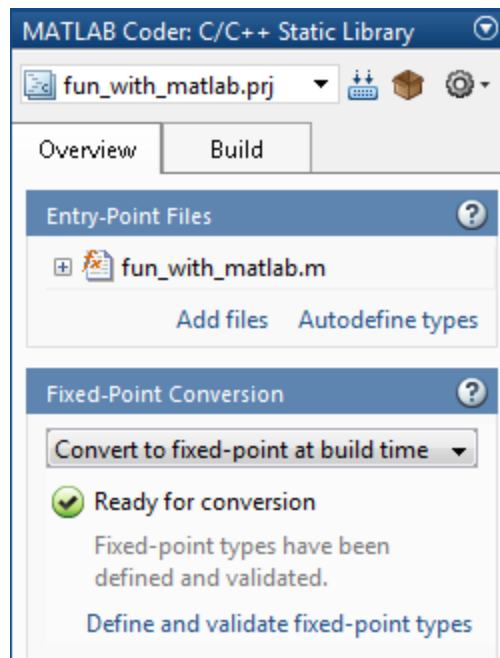 MATLAB Coder: C/C++ Static Library
fun_with_matlab.prj
Overview Build
Entry-Point Files ?
fun_with_matlab.m
Add files Autodefine types
Fixed-Point Conversion ?
Convert to fixed-point at build time
Ready for conversion
Fixed-point types have been
defined and validated.
Define and validate fixed-point types